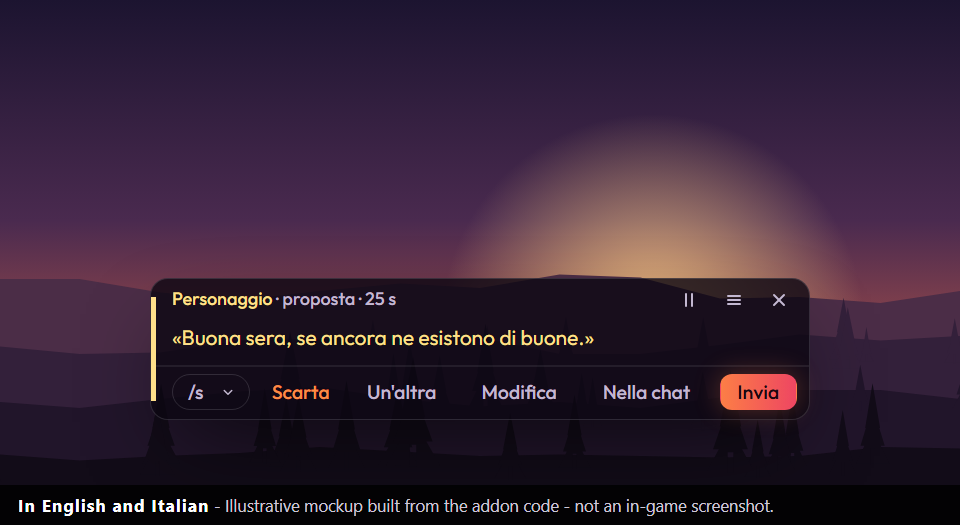 Personaggio · proposta · 25 s
«Buona sera, se ancora ne esistono di buone.»
/s Scarta Un'altra Modifica Nella chat Invia
In English and Italian - Illustrative mockup built from the addon code - not an in-game screenshot.